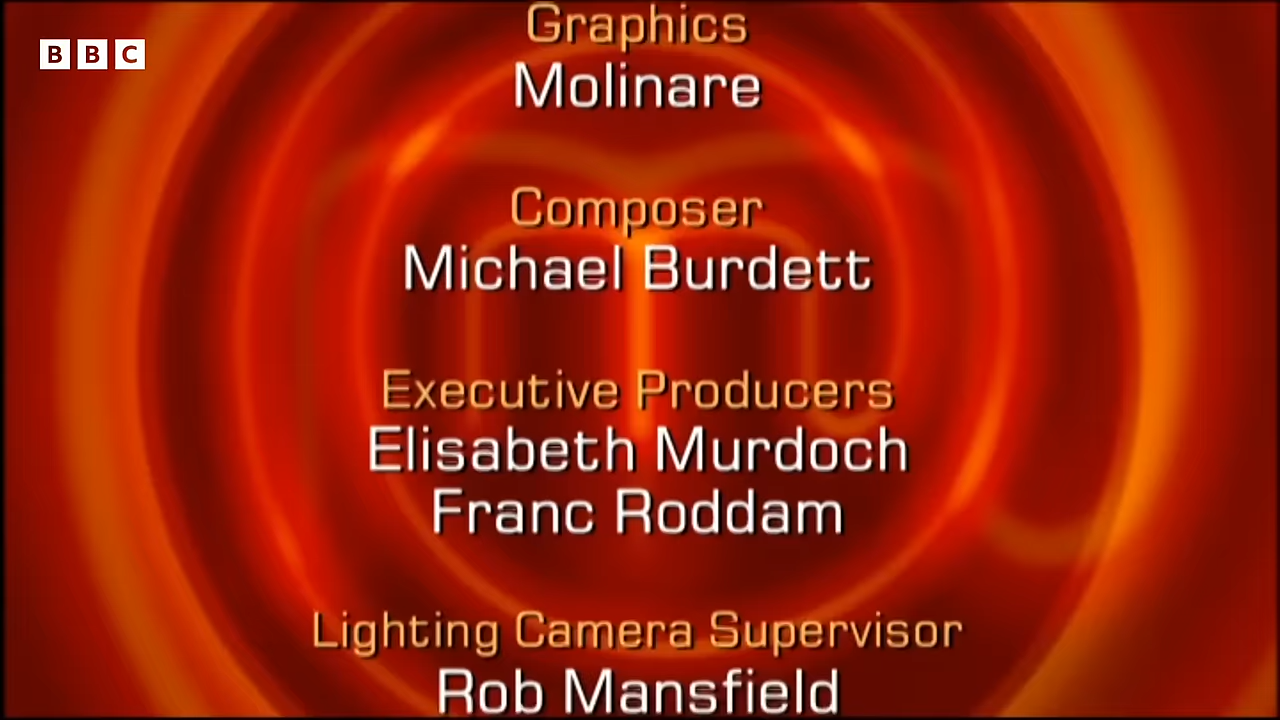 BBC
Graphics
Molinare
Composer
Michael Burdett
Executive Producers
Elisabeth Murdoch
Franc Roddam
Lighting Camera Supervisor
Rob Mansfield